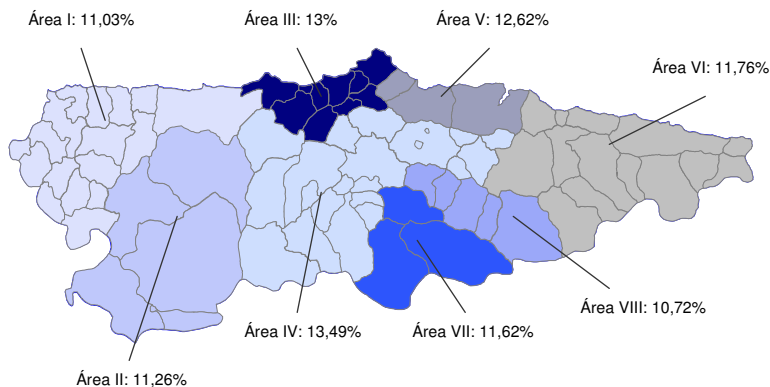 Área I: 11,03%
Área III: 13%
Área V: 12,62%
Área VI: 11,76%
Área VIII: 10,72%
Área IV: 13,49%
Área VII: 11,62%
Área II: 11,26%